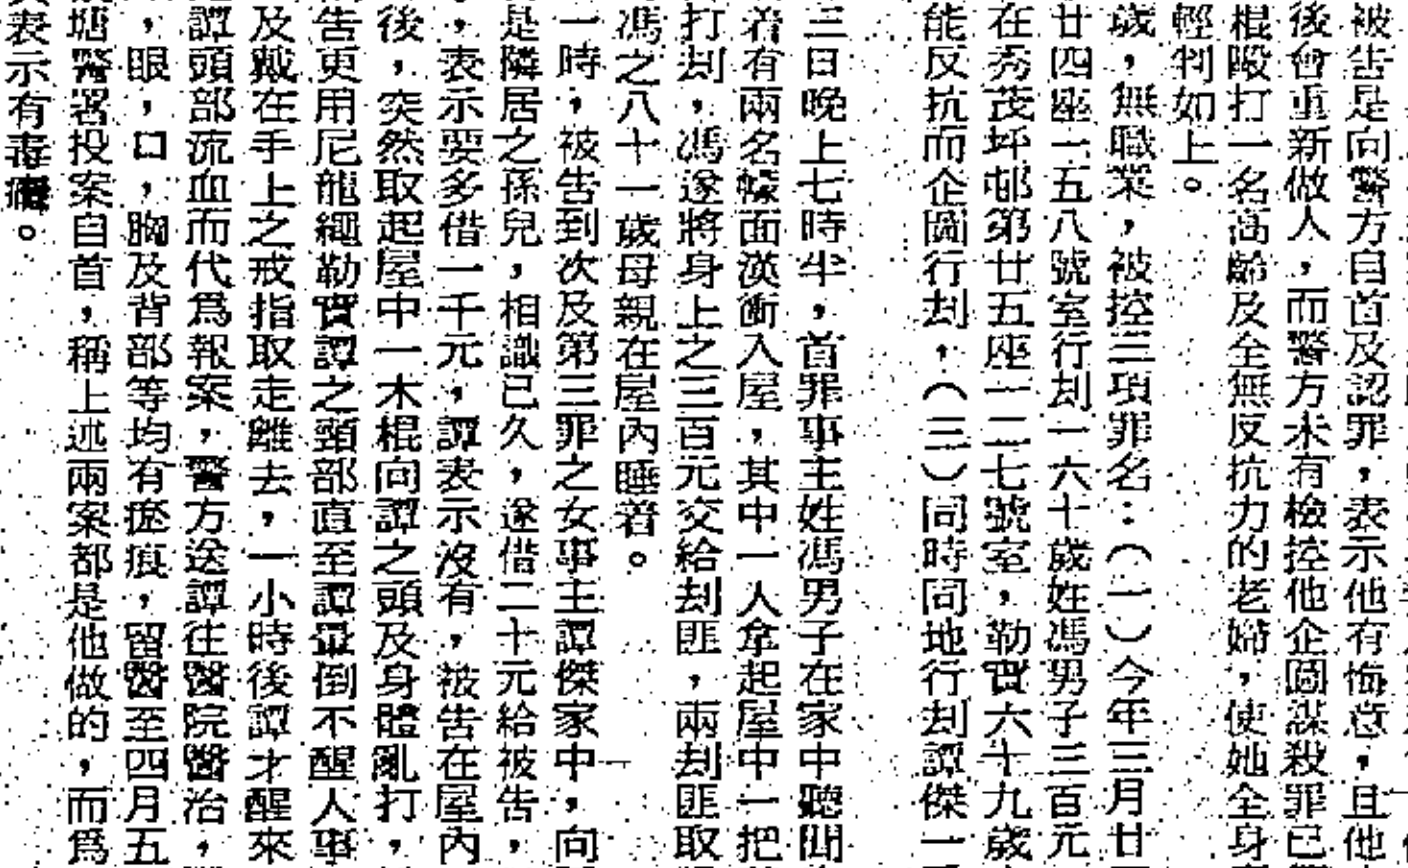 被告是向警方自首及認罪，表示他有悔意，且他
後會重新做人，而警方未有檢控他企圖謀殺罪已
棍毆打一名高齡及全無反抗力的老婦，使她全身
輕判如上。
歲，無職業，被控三項罪名：（一）今年三月廿
廿四座一五八號室行刦一六十歲姓馮男子三百元
在秀茂坪邨第廿五座一二七號室，勒實六十九歲
能反抗而企圖行刦，（三）同時同地行刦譚傑一
三日晚上七時半，首罪事主姓馮男子在家中聽聞
着有兩名幪面漢衝入屋，其中一人拿起屋中一把
打刦，馮遂將身上之三百元交給刦匪，兩刦匪取
馮之八十一歲母親在屋內睡着。
一時，被告到次及第三罪之女事主譚傑家中，向
是隣居之孫兒，相識已久，遂借二十元給被告，
，表示要多借一千元，譚表示沒有，被告在屋內
後，突然取起屋中一木棍向譚之頭及身體亂打，
告更用尼龍繩勒實譚之頸部直至譚暈倒不醒人事
及戴在手上之戒指取走離去，一小時後譚才醒來
譚頭部流血而代爲報案，警方送譚往醫院醫治，
，眼，口，胸及背部等均有瘀痕，留醫至四月五
塘警署投案自首，稱上述兩案都是他做的，而爲
表示有毒癮。